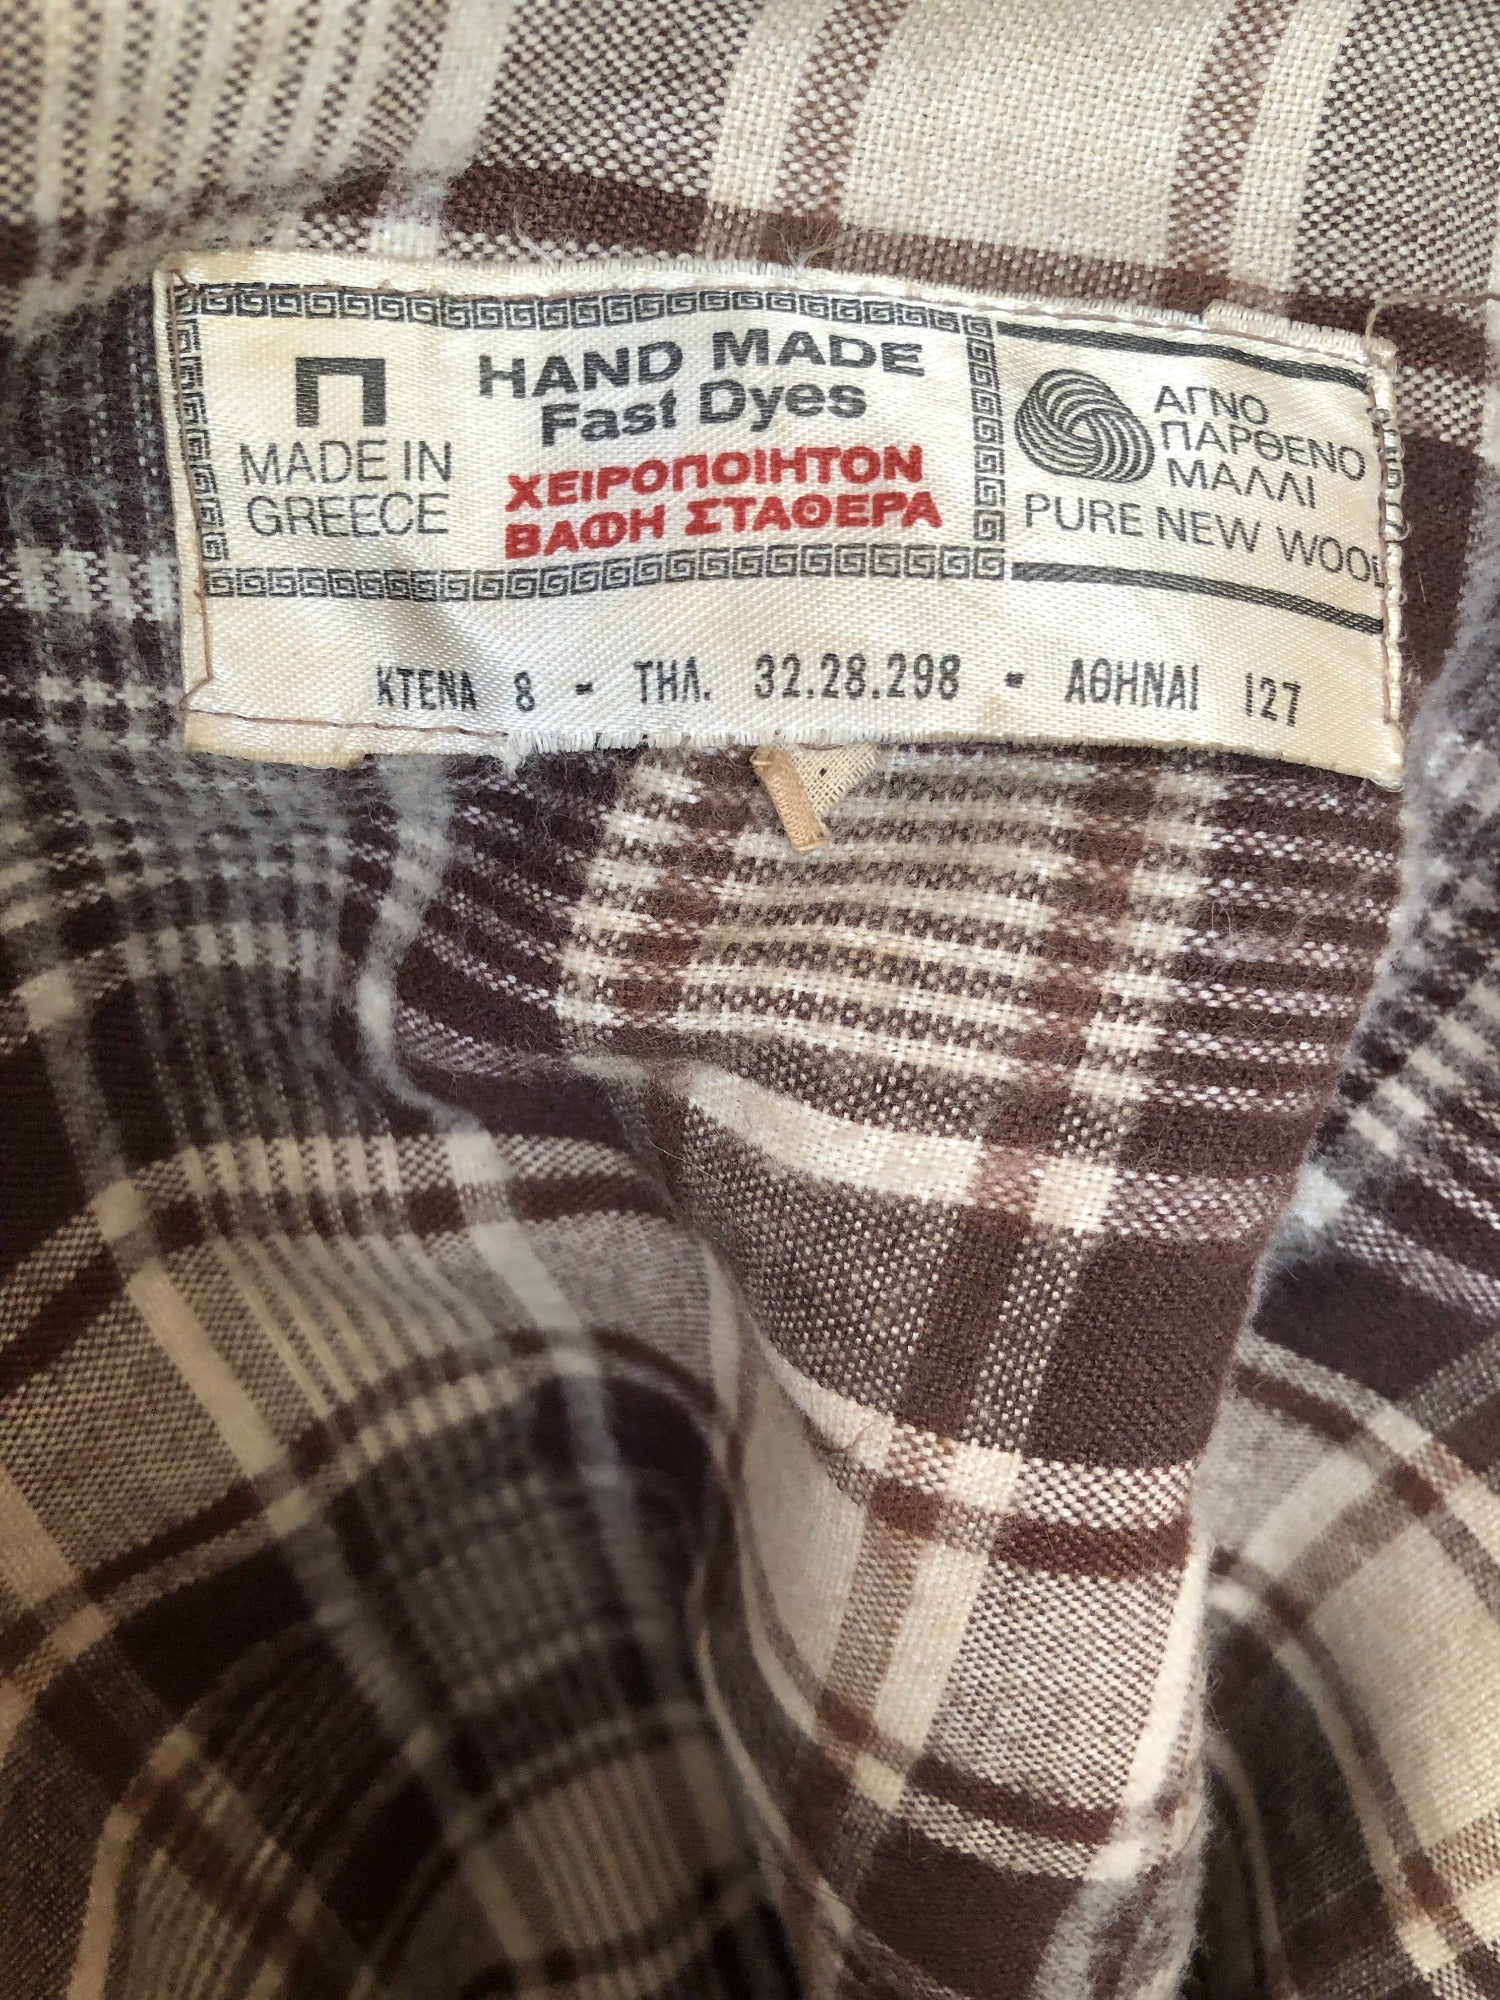 Π
MADE IN
GREECE
HAND MADE
Fast Dyes
ΧΕΙΡΟΠΟΙΗΤΟΝ
ΒΑΦΗ ΣΤΑΘΕΡΑ
ΑΓΝΟ
ΠΑΡΘΕΝΟ
ΜΑΛΛΙ
PURE NEW WOOL
ΚΤΕΝΑ 8 - ΤΗΛ. 32.28.298 - ΑΘΗΝΑΙ 127